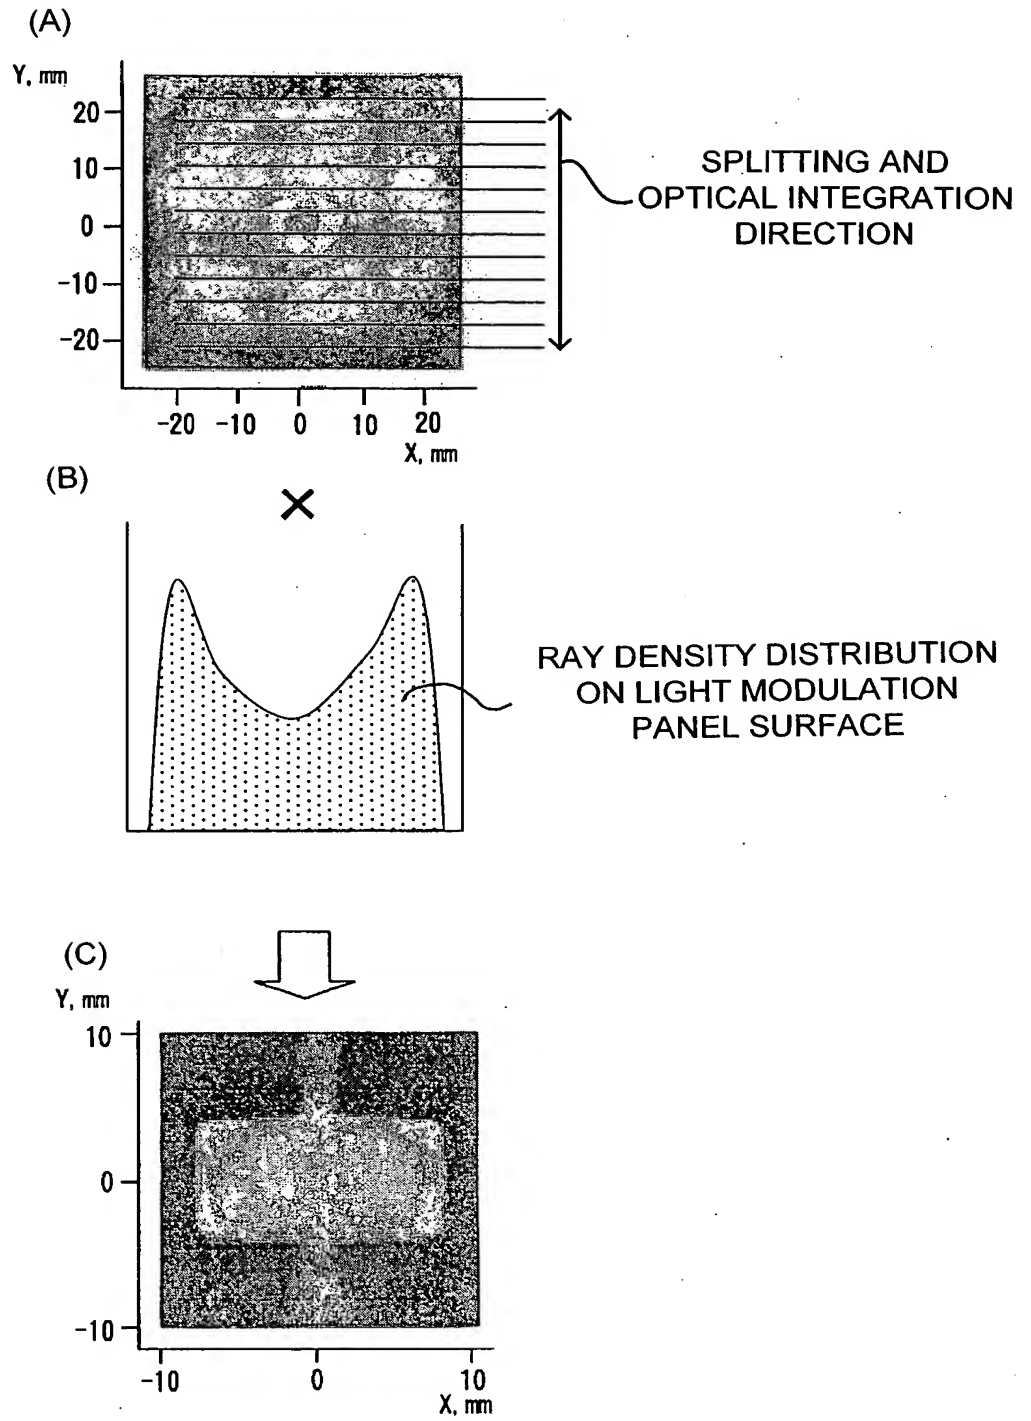 (A)
Y, mm
20
10
0
-10
-20
-20 -10 0 10 20
X, mm
SPLITTING AND
OPTICAL INTEGRATION
DIRECTION
(B)
×
RAY DENSITY DISTRIBUTION
ON LIGHT MODULATION
PANEL SURFACE
(C)
Y, mm
10
0
-10
-10 0 10
X, mm